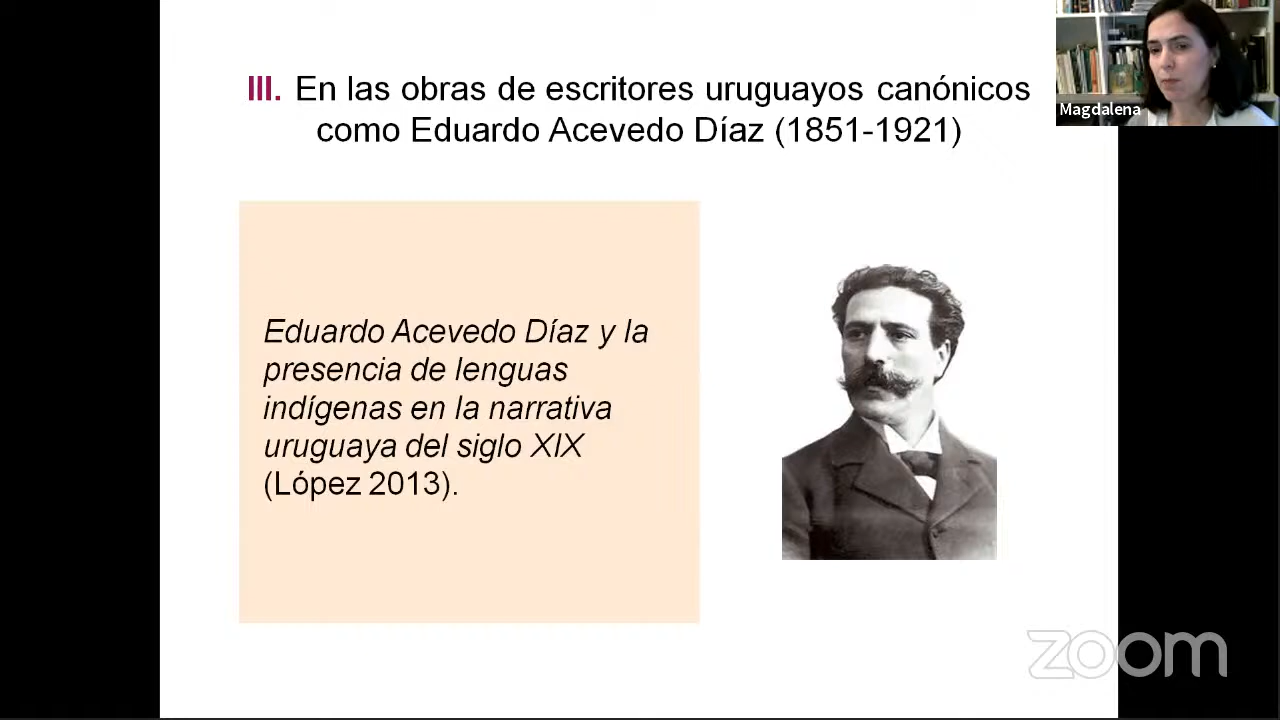 III. En las obras de escritores uruguayos canónicos
como Eduardo Acevedo Díaz (1851-1921)
Magdalena
Eduardo Acevedo Díaz y la
presencia de lenguas
indígenas en la narrativa
uruguaya del siglo XIX
(López 2013).
zoom